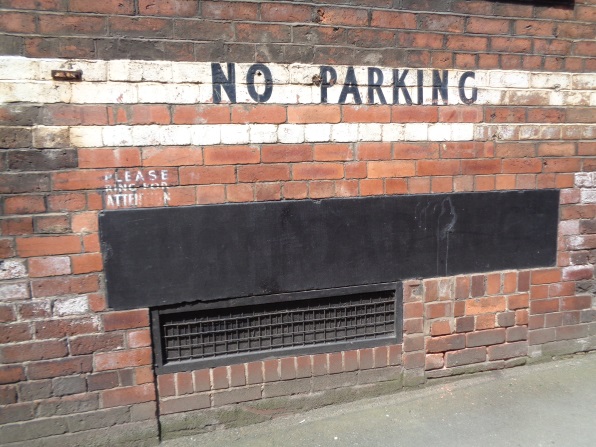 NO PARKING
PLEASE
RING FOR
ATTENTION